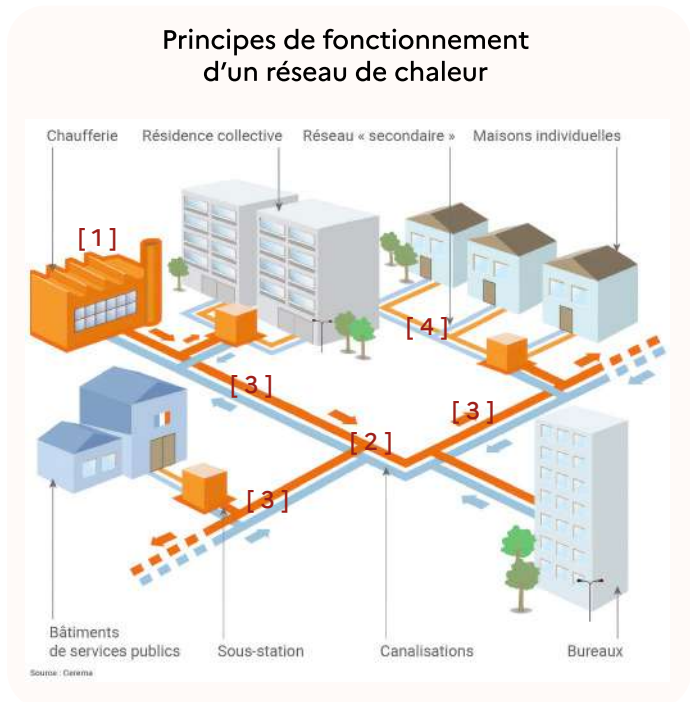 Principes de fonctionnement
d’un réseau de chaleur
Chaufferie
Résidence collective
Réseau « secondaire »
Maisons individuelles
[ 1 ]
[ 4 ]
[ 3 ]
[ 3 ]
[ 2 ]
[ 3 ]
Bâtiments
de services publics
Sous-station
Canalisations
Bureaux
Source : Cerema